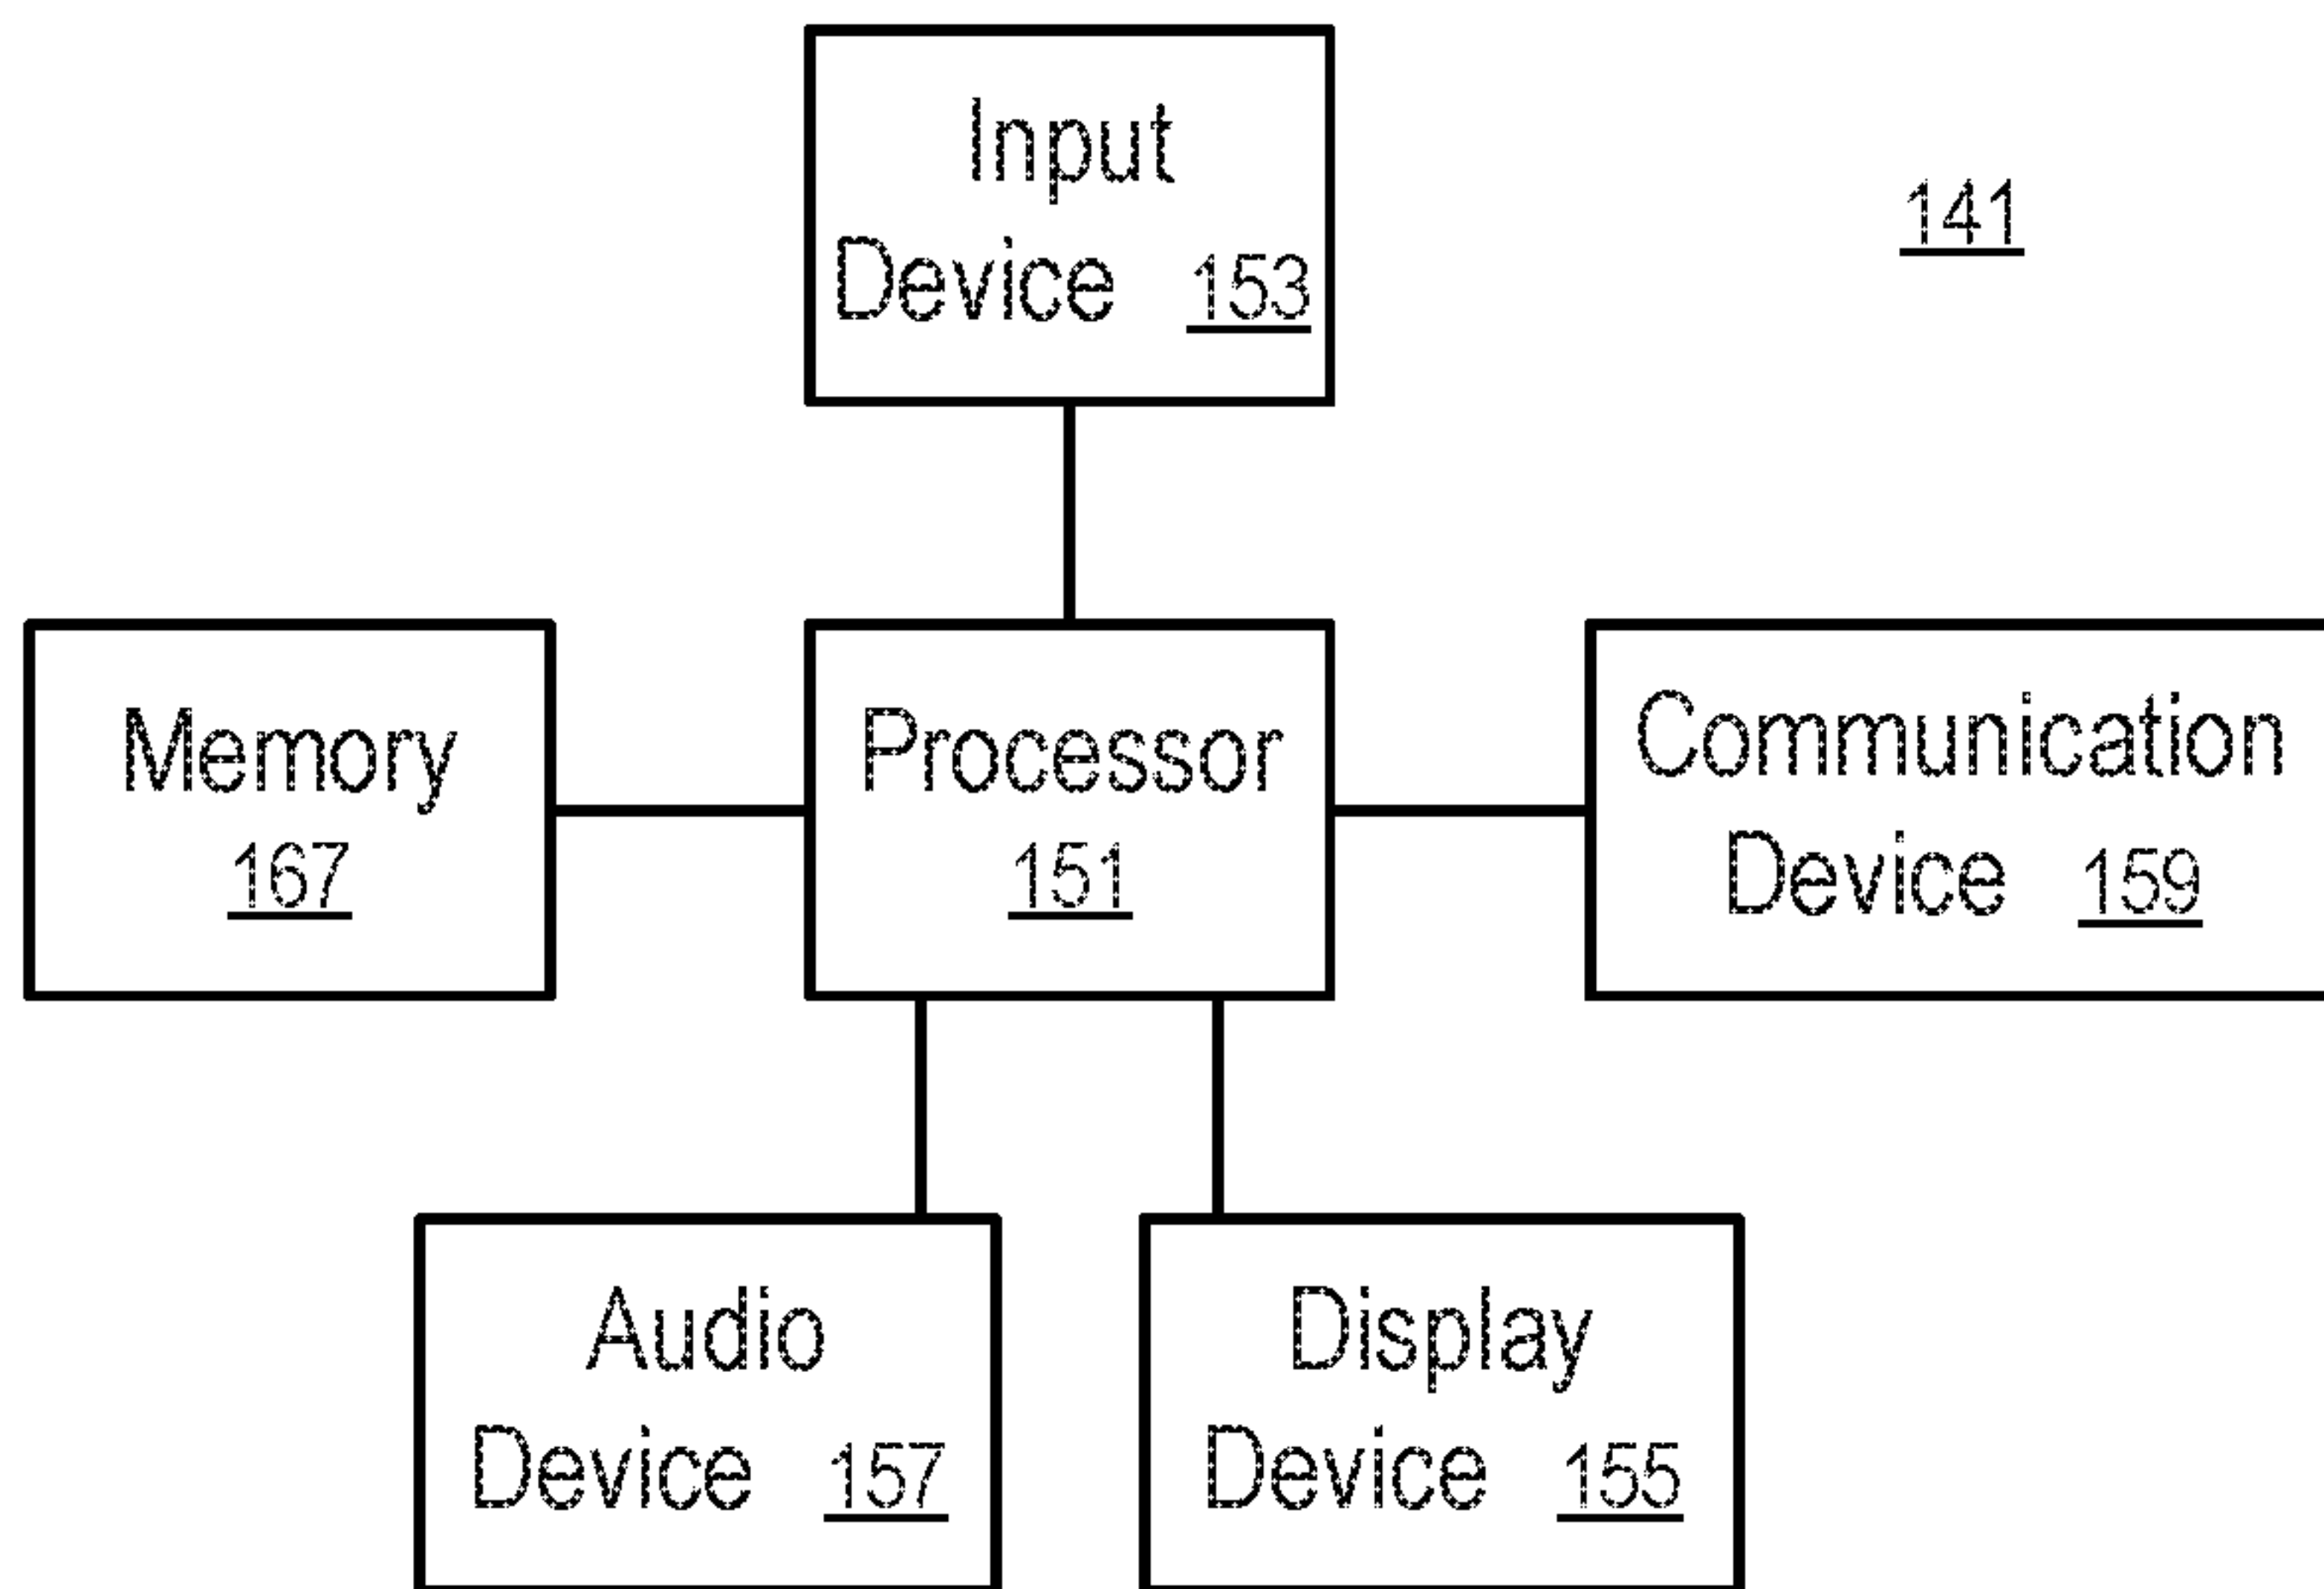 Input
Device 153
141
Memory
167
Processor
151
Communication
Device 159
Audio
Device 157
Display
Device 155